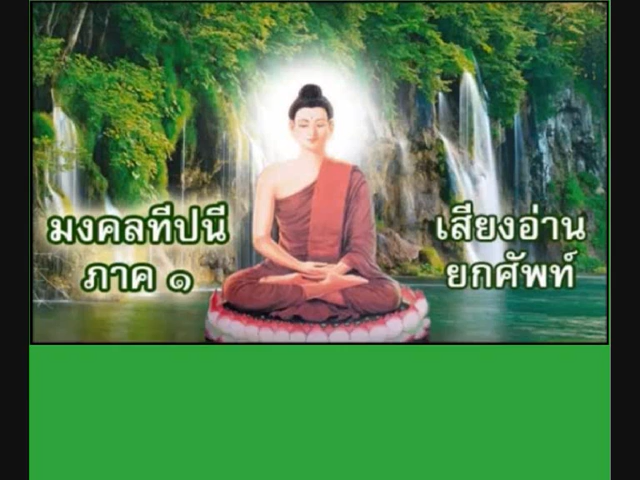 มงคลทีปนี
ภาค ๑
เสียงอ่าน
ยกศัพท์